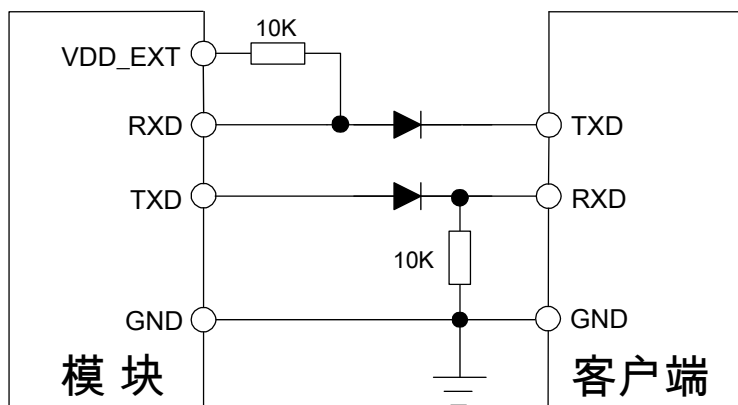 10K
VDD_EXT
RXD
TXD
TXD
RXD
10K
GND
GND
模块
客户端